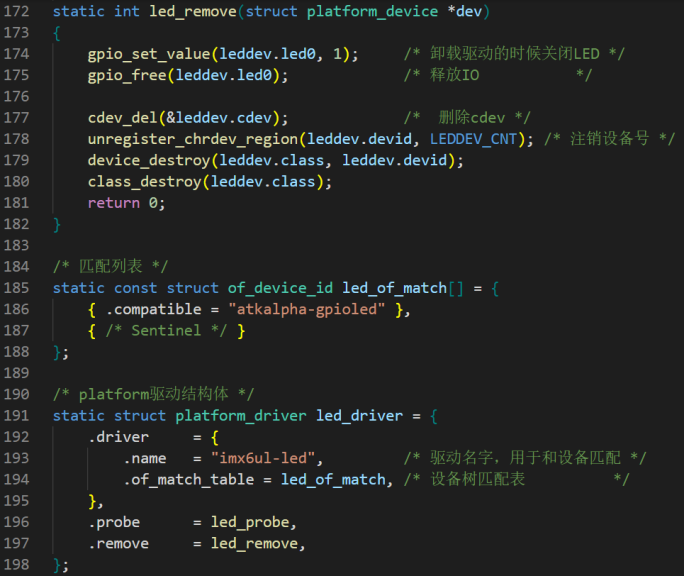 172 static int led_remove(struct platform_device *dev)
173 {
174     gpio_set_value(leddev.led0, 1);     /* 卸载驱动的时候关闭LED */
175     gpio_free(leddev.led0);             /* 释放IO           */
176
177     cdev_del(&leddev.cdev);             /*  删除cdev */
178     unregister_chrdev_region(leddev.devid, LEDDEV_CNT); /* 注销设备号 */
179     device_destroy(leddev.class, leddev.devid);
180     class_destroy(leddev.class);
181     return 0;
182 }
183
184 /* 匹配列表 */
185 static const struct of_device_id led_of_match[] = {
186     { .compatible = "atkalpha-gpioled" },
187     { /* Sentinel */ }
188 };
189
190 /* platform驱动结构体 */
191 static struct platform_driver led_driver = {
192     .driver     = {
193         .name   = "imx6ul-led",         /* 驱动名字，用于和设备匹配 */
194         .of_match_table = led_of_match, /* 设备树匹配表          */
195     },
196     .probe      = led_probe,
197     .remove     = led_remove,
198 };